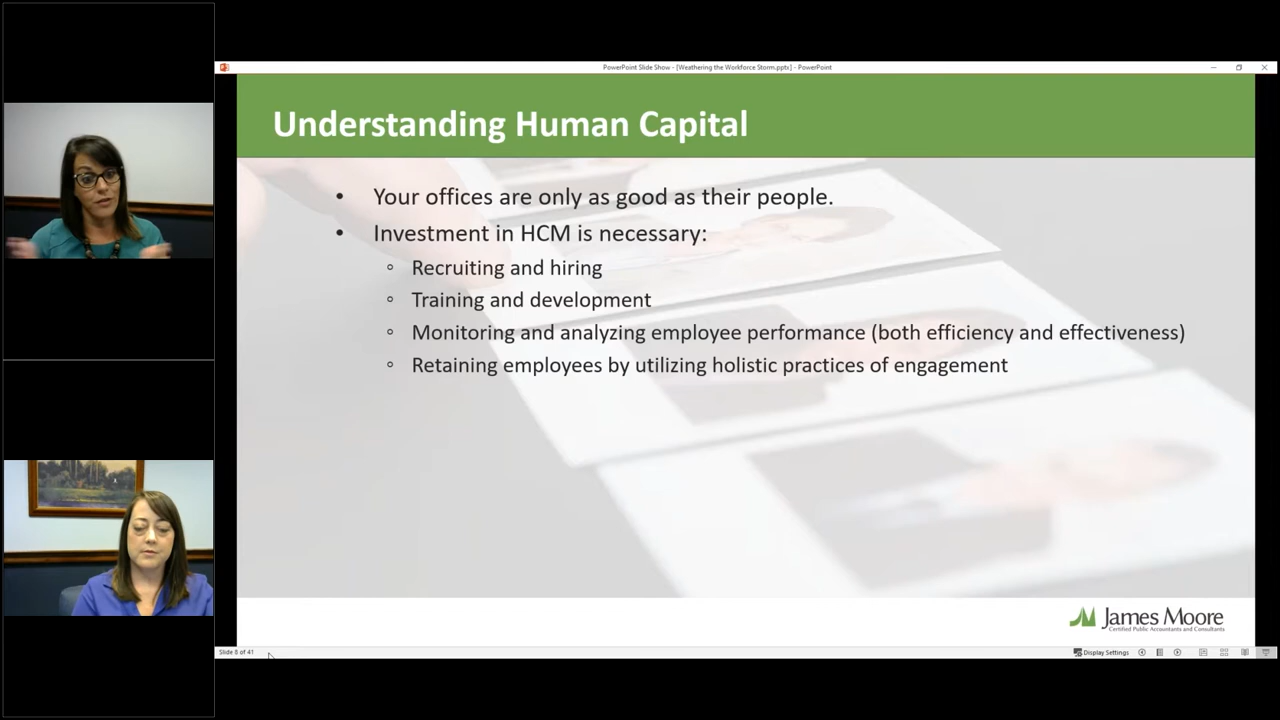 PowerPoint Slide Show - [Weathering the Workforce Storm.pptx] - PowerPoint
Understanding Human Capital
• Your offices are only as good as their people.
• Investment in HCM is necessary:
◦ Recruiting and hiring
◦ Training and development
◦ Monitoring and analyzing employee performance (both efficiency and effectiveness)
◦ Retaining employees by utilizing holistic practices of engagement
James Moore
Certified Public Accountants and Consultants
Slide 8 of 41
Display Settings